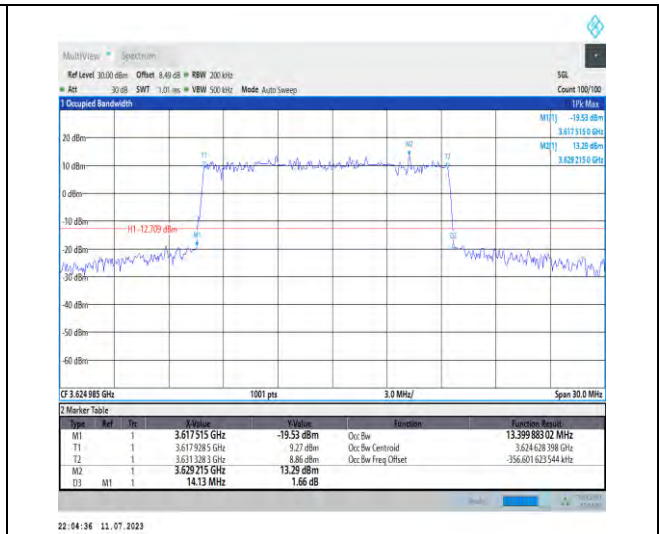 MultiView Spectrum
Ref Level 30.00 dBm Offset 8.49 dB RBW 200 kHz SGL
Att 30 dB SWT 1.01 ms VBW 500 kHz Mode Auto Sweep Count 100/100
1 Occupied Bandwidth 1Pk Max
M1[1] -19.53 dBm
3.617515 0 GHz
M2[1] 13.29 dBm
3.629215 0 GHz
20 dBm
T1 M2 T2
10 dBm
0 dBm
-10 dBm
H1 -12.709 dBm
M1
-20 dBm
-30 dBm
-40 dBm
-50 dBm
-60 dBm
CF 3.624 985 GHz 1001 pts 3.0 MHz/ Span 30.0 MHz
2 Marker Table
Type Ref Trc X-Value Y-Value Function Function Result
M1 1 3.617515 GHz -19.53 dBm Occ Bw 13.399 883 02 MHz
T1 1 3.617 928 5 GHz 9.27 dBm Occ Bw Centroid 3.624 628 398 GHz
T2 1 3.631 328 3 GHz 8.86 dBm Occ Bw Freq Offset -356.601 623 544 kHz
M2 1 3.629 215 GHz 13.29 dBm
D3 M1 1 14.13 MHz 1.66 dB
22:04:36 11.07.2023